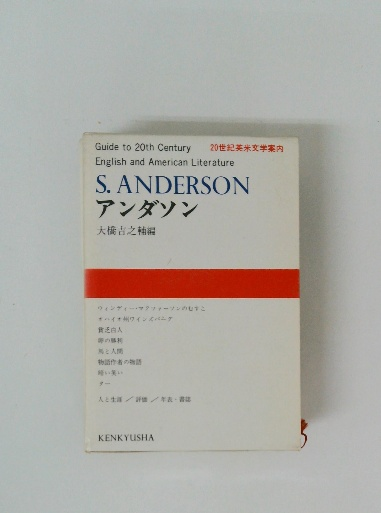 Guide to 20th Century 20世紀英米文学案内
English and American Literature
S. ANDERSON
アンダソン
大橋吉之輔編
ウィンディー・マクファーソンの息子
オハイオ州ワインズバーグ
貧乏白人
卵の勝利
馬と人間
物語作者の物語
暗い笑い
ター
人と生涯／評価／年表・書誌
KENKYUSHA